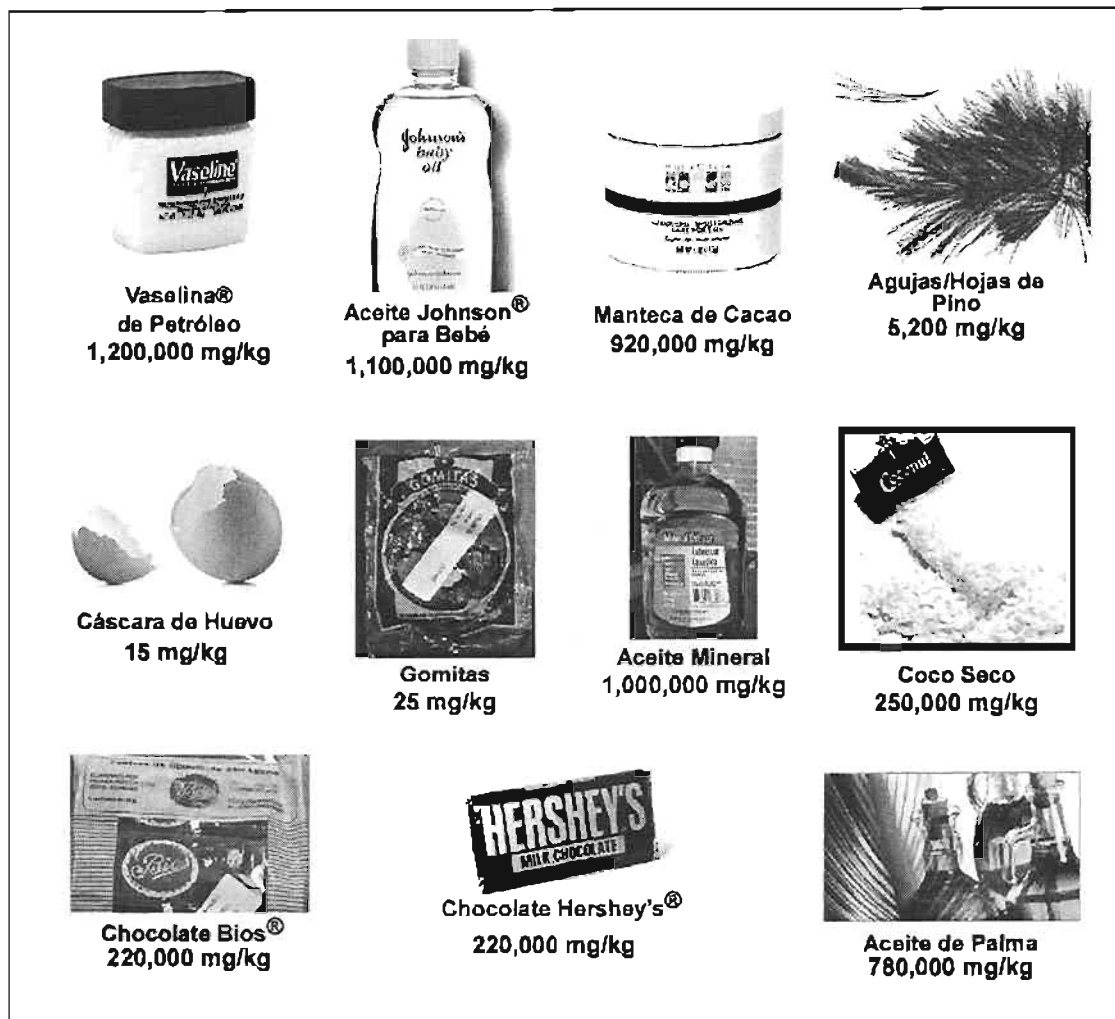 Vaseline
Vaselina®
de Petróleo
1,200,000 mg/kg
Johnson's
baby
oil
Aceite Johnson®
para Bebé
1,100,000 mg/kg
Manteca de Cacao
920,000 mg/kg
Agujas/Hojas de
Pino
5,200 mg/kg
Cáscara de Huevo
15 mg/kg
GOMITAS
Gomitas
25 mg/kg
Aceite Mineral
1,000,000 mg/kg
Coconut
Coco Seco
250,000 mg/kg
Bios
Chocolate Bios®
220,000 mg/kg
HERSHEY'S
MILK CHOCOLATE
Chocolate Hershey's®
220,000 mg/kg
Aceite de Palma
780,000 mg/kg